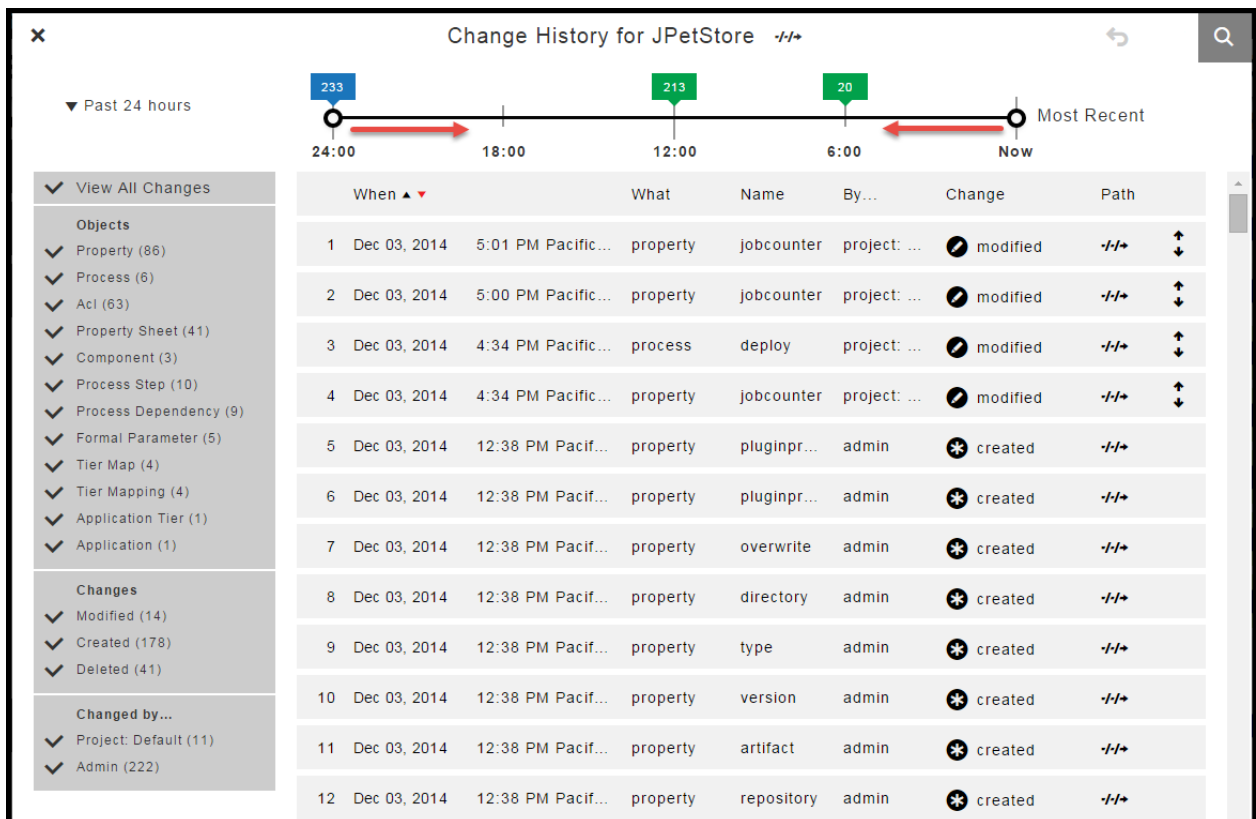 Change History for JPetStore
Past 24 hours
233 213 20
Most Recent
24:00 18:00 12:00 6:00 Now
View All Changes
Objects
Property (86)
Process (6)
Acl (63)
Property Sheet (41)
Component (3)
Process Step (10)
Process Dependency (9)
Formal Parameter (5)
Tier Map (4)
Tier Mapping (4)
Application Tier (1)
Application (1)
Changes
Modified (14)
Created (178)
Deleted (41)
Changed by...
Project: Default (11)
Admin (222)
When What Name By... Change Path
1 Dec 03, 2014 5:01 PM Pacific... property jobcounter project: ... modified
2 Dec 03, 2014 5:00 PM Pacific... property jobcounter project: ... modified
3 Dec 03, 2014 4:34 PM Pacific... process deploy project: ... modified
4 Dec 03, 2014 4:34 PM Pacific... property jobcounter project: ... modified
5 Dec 03, 2014 12:38 PM Pacif... property pluginpr... admin created
6 Dec 03, 2014 12:38 PM Pacif... property pluginpr... admin created
7 Dec 03, 2014 12:38 PM Pacif... property overwrite admin created
8 Dec 03, 2014 12:38 PM Pacif... property directory admin created
9 Dec 03, 2014 12:38 PM Pacif... property type admin created
10 Dec 03, 2014 12:38 PM Pacif... property version admin created
11 Dec 03, 2014 12:38 PM Pacif... property artifact admin created
12 Dec 03, 2014 12:38 PM Pacif... property repository admin created